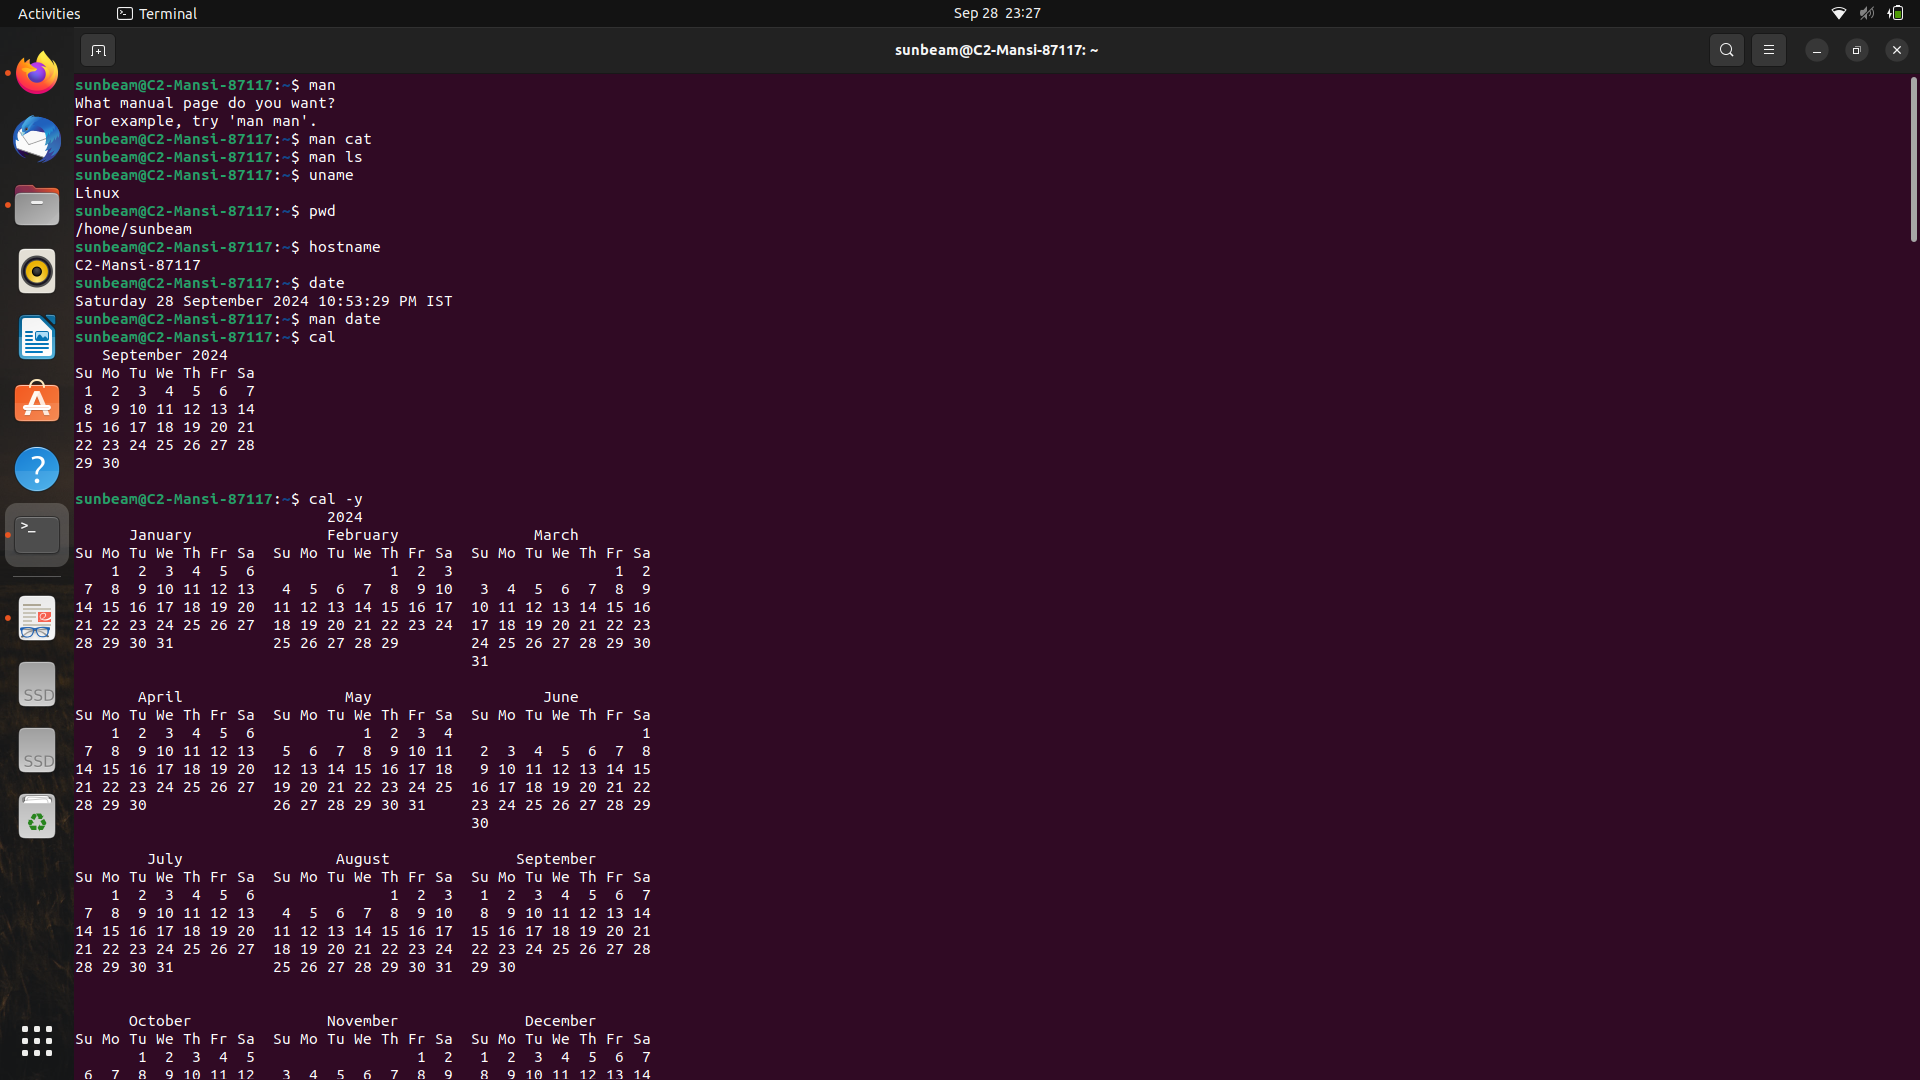 Activities Terminal Sep 28 23:27
sunbeam@C2-Mansi-87117: ~
sunbeam@C2-Mansi-87117:~$ man
What manual page do you want?
For example, try 'man man'.
sunbeam@C2-Mansi-87117:~$ man cat
sunbeam@C2-Mansi-87117:~$ man ls
sunbeam@C2-Mansi-87117:~$ uname
Linux
sunbeam@C2-Mansi-87117:~$ pwd
/home/sunbeam
sunbeam@C2-Mansi-87117:~$ hostname
C2-Mansi-87117
sunbeam@C2-Mansi-87117:~$ date
Saturday 28 September 2024 10:53:29 PM IST
sunbeam@C2-Mansi-87117:~$ man date
sunbeam@C2-Mansi-87117:~$ cal
   September 2024
Su Mo Tu We Th Fr Sa
 1  2  3  4  5  6  7
 8  9 10 11 12 13 14
15 16 17 18 19 20 21
22 23 24 25 26 27 28
29 30
sunbeam@C2-Mansi-87117:~$ cal -y
                            2024
      January               February               March
Su Mo Tu We Th Fr Sa  Su Mo Tu We Th Fr Sa  Su Mo Tu We Th Fr Sa
    1  2  3  4  5  6               1  2  3                  1  2
 7  8  9 10 11 12 13   4  5  6  7  8  9 10   3  4  5  6  7  8  9
14 15 16 17 18 19 20  11 12 13 14 15 16 17  10 11 12 13 14 15 16
21 22 23 24 25 26 27  18 19 20 21 22 23 24  17 18 19 20 21 22 23
28 29 30 31           25 26 27 28 29        24 25 26 27 28 29 30
                                            31
       April                  May                   June
Su Mo Tu We Th Fr Sa  Su Mo Tu We Th Fr Sa  Su Mo Tu We Th Fr Sa
    1  2  3  4  5  6            1  2  3  4                     1
 7  8  9 10 11 12 13   5  6  7  8  9 10 11   2  3  4  5  6  7  8
14 15 16 17 18 19 20  12 13 14 15 16 17 18   9 10 11 12 13 14 15
21 22 23 24 25 26 27  19 20 21 22 23 24 25  16 17 18 19 20 21 22
28 29 30              26 27 28 29 30 31     23 24 25 26 27 28 29
                                            30
        July                 August              September
Su Mo Tu We Th Fr Sa  Su Mo Tu We Th Fr Sa  Su Mo Tu We Th Fr Sa
    1  2  3  4  5  6               1  2  3   1  2  3  4  5  6  7
 7  8  9 10 11 12 13   4  5  6  7  8  9 10   8  9 10 11 12 13 14
14 15 16 17 18 19 20  11 12 13 14 15 16 17  15 16 17 18 19 20 21
21 22 23 24 25 26 27  18 19 20 21 22 23 24  22 23 24 25 26 27 28
28 29 30 31           25 26 27 28 29 30 31  29 30
      October               November              December
Su Mo Tu We Th Fr Sa  Su Mo Tu We Th Fr Sa  Su Mo Tu We Th Fr Sa
       1  2  3  4  5                  1  2   1  2  3  4  5  6  7
 6  7  8  9 10 11 12   3  4  5  6  7  8  9   8  9 10 11 12 13 14
SSD
SSD